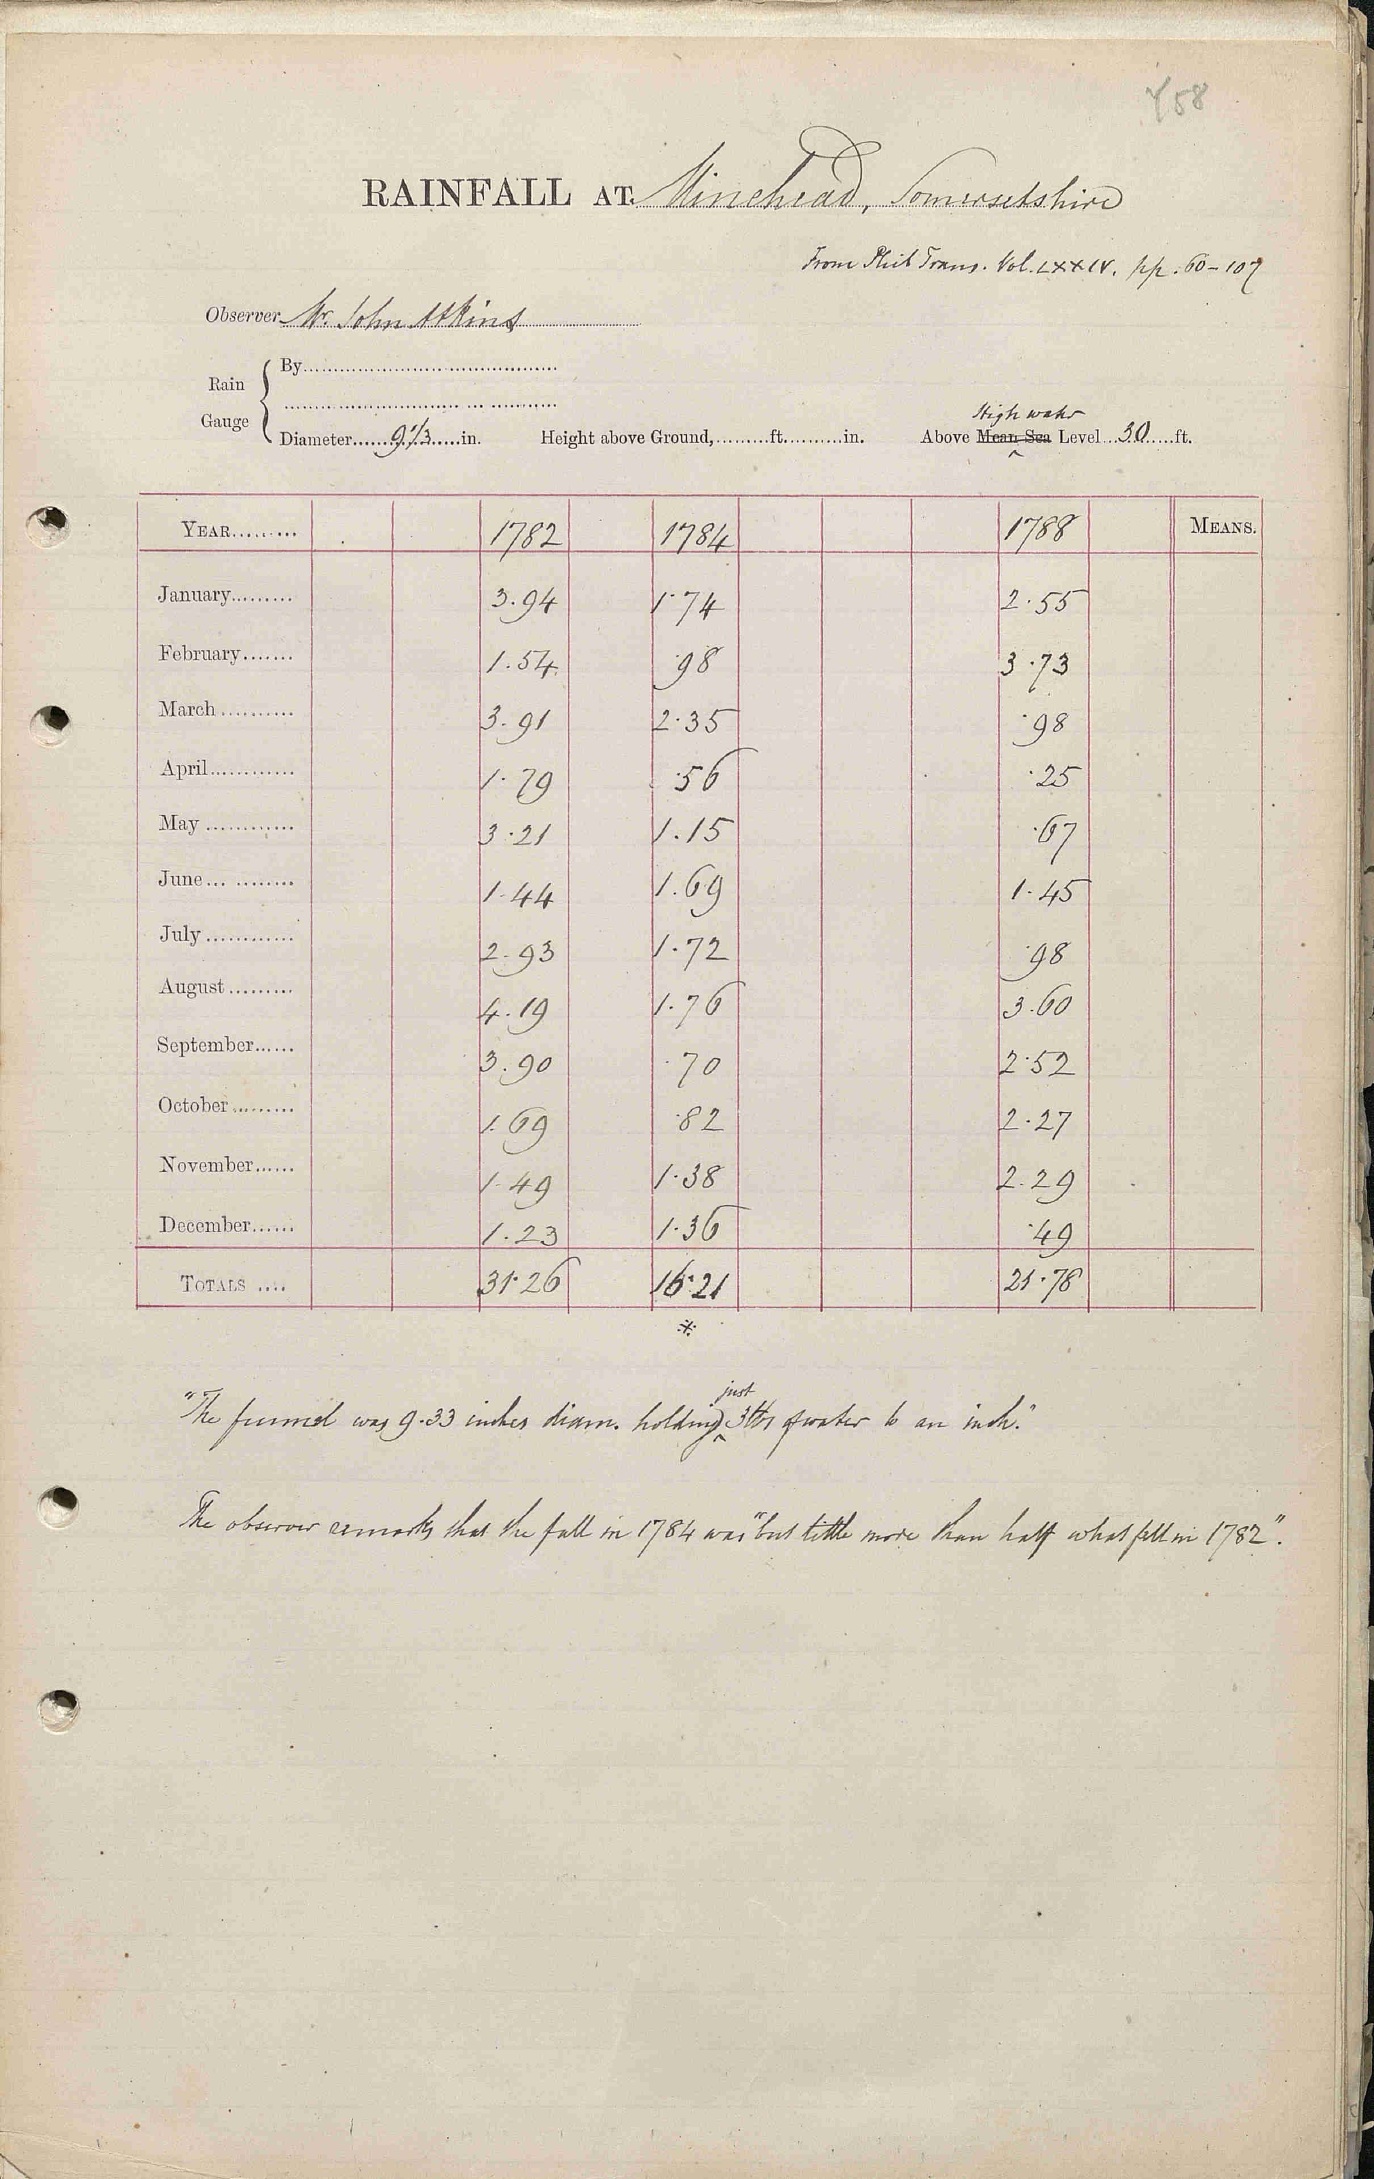 Y58
RAINFALL AT Minehead, Somersetshire
From Phil Trans. Vol. LXXIV. pp. 60-107
Observer Mr. John Atkins
Rain Gauge { By
Diameter 9 1/3 in. Height above Ground, ft. in. Above Mean Sea High water Level 30 ft.
YEAR 1782 1784 1788 MEANS.
January 3.94 1.74 2.55
February 1.54 .98 3.73
March 3.91 2.35 .98
April 1.79 .56 .25
May 3.21 1.15 .67
June 1.44 1.69 1.45
July 2.93 1.72 .98
August 4.19 1.76 3.60
September 3.90 .70 2.52
October 1.69 .82 2.27
November 1.49 1.38 2.29
December 1.23 1.36 .49
TOTALS 31.26 16.21 21.78
*
"The funnel was 9.33 inches diam. holding just 3 lbs of water to an inch."
The observer remarks that the fall in 1784 was "but little more than half what fell in 1782".